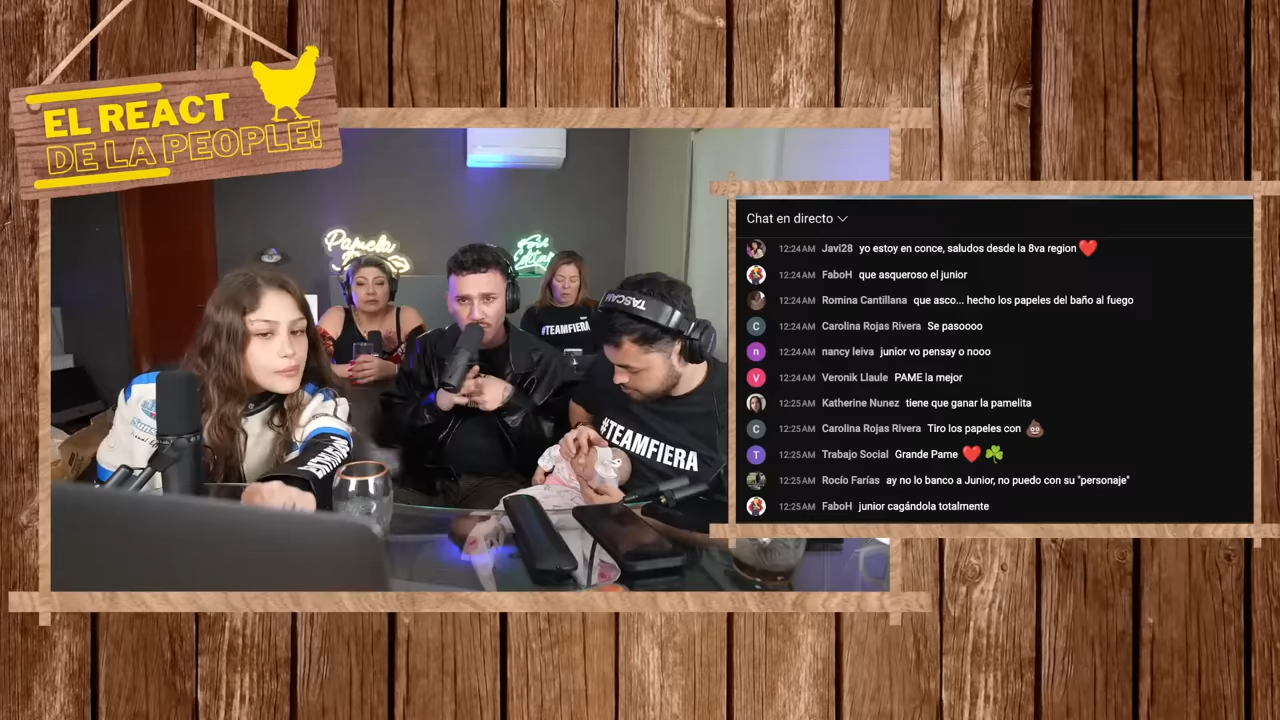 EL REACT
DE LA PEOPLE!
Pamela
#TEAMFIERA
TASCAM
#TEAMFIERA
Chat en directo
12:24 AM Javi28 yo estoy en conce, saludos desde la 8va region❤️
12:24 AM FaboH que asqueroso el junior
12:24 AM Romina Cantillana que asco... hecho los papeles del baño al fuego
C 12:24 AM Carolina Rojas Rivera Se pasoooo
n 12:24 AM nancy leiva junior vo pensay o nooo
V 12:24 AM Veronik Llaule PAME la mejor
12:25 AM Katherine Nunez tiene que ganar la pamelita
C 12:25 AM Carolina Rojas Rivera Tiro los papeles con 💩
T 12:25 AM Trabajo Social Grande Pame ❤️☘️
12:25 AM Rocío Farías ay no lo banco a Junior, no puedo con su "personaje"
12:25 AM FaboH junior cagándola totalmente